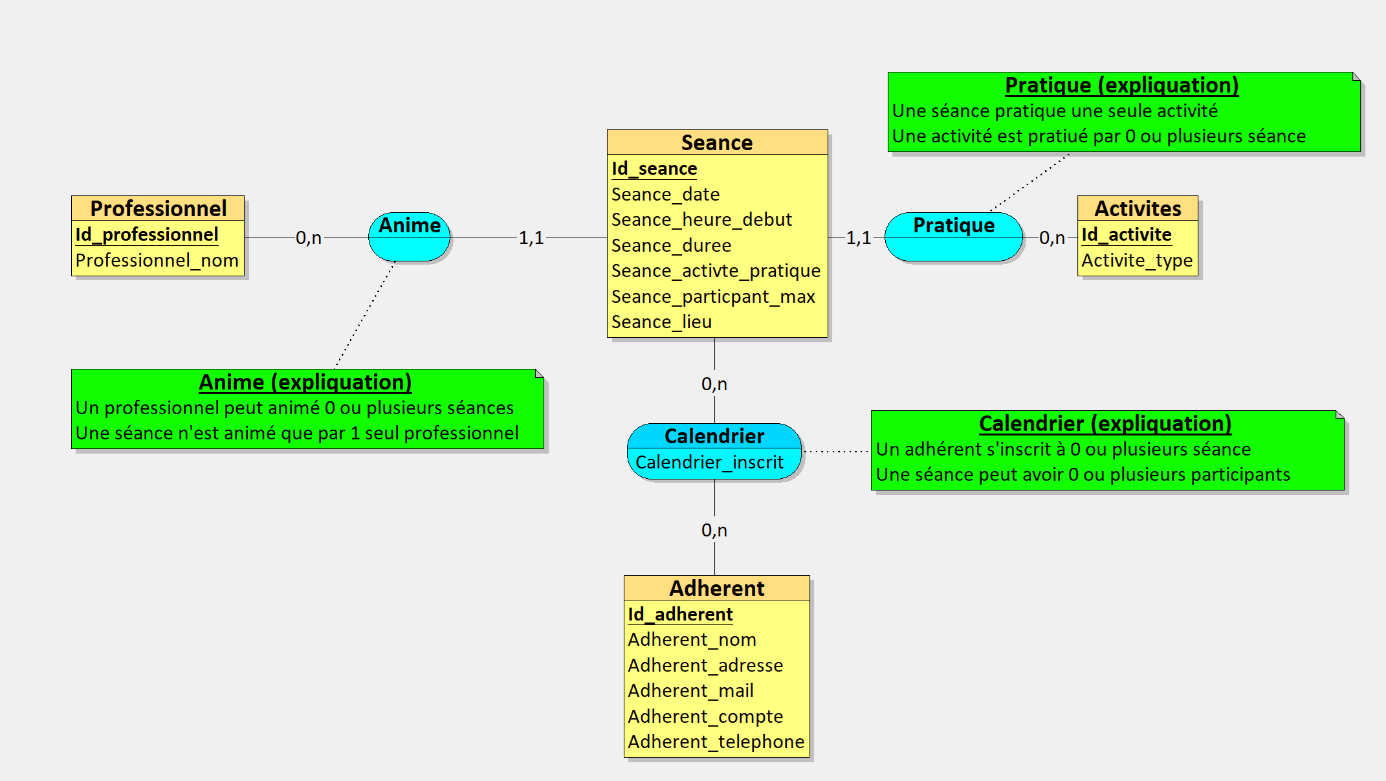 Pratique (expliquation)
Une séance pratique une seule activité
Une activité est pratiué par 0 ou plusieurs séance
Seance
Id_seance
Seance_date
Seance_heure_debut
Seance_duree
Seance_activte_pratique
Seance_particpant_max
Seance_lieu
Professionnel
Id_professionnel
Professionnel_nom
0,n
Anime
1,1
1,1
Pratique
0,n
Activites
Id_activite
Activite_type
Anime (expliquation)
Un professionnel peut animé 0 ou plusieurs séances
Une séance n'est animé que par 1 seul professionnel
0,n
Calendrier
Calendrier_inscrit
Calendrier (expliquation)
Un adhérent s'inscrit à 0 ou plusieurs séance
Une séance peut avoir 0 ou plusieurs participants
0,n
Adherent
Id_adherent
Adherent_nom
Adherent_adresse
Adherent_mail
Adherent_compte
Adherent_telephone